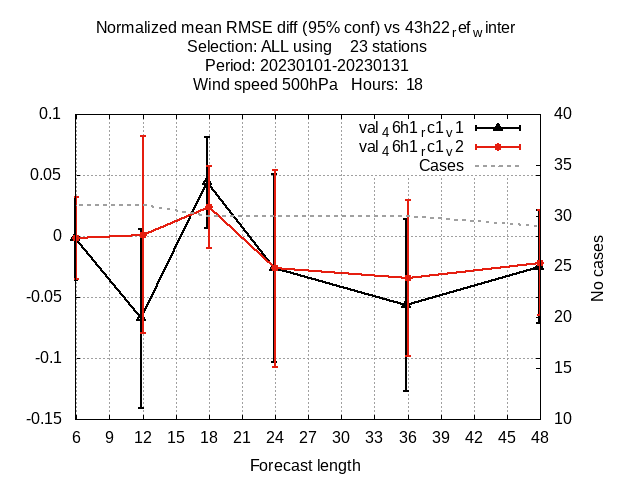 Normalized mean RMSE diff (95% conf) vs 43h22refwinter
Selection: ALL using 23 stations
Period: 20230101-20230131
Wind speed 500hPa Hours: 18
0.1
0.05
0
-0.05
-0.1
-0.15
val46h1rc1v1
val46h1rc1v2
Cases
40
35
30
25
20
15
10
No cases
6 9 12 15 18 21 24 27 30 33 36 39 42 45 48
Forecast length